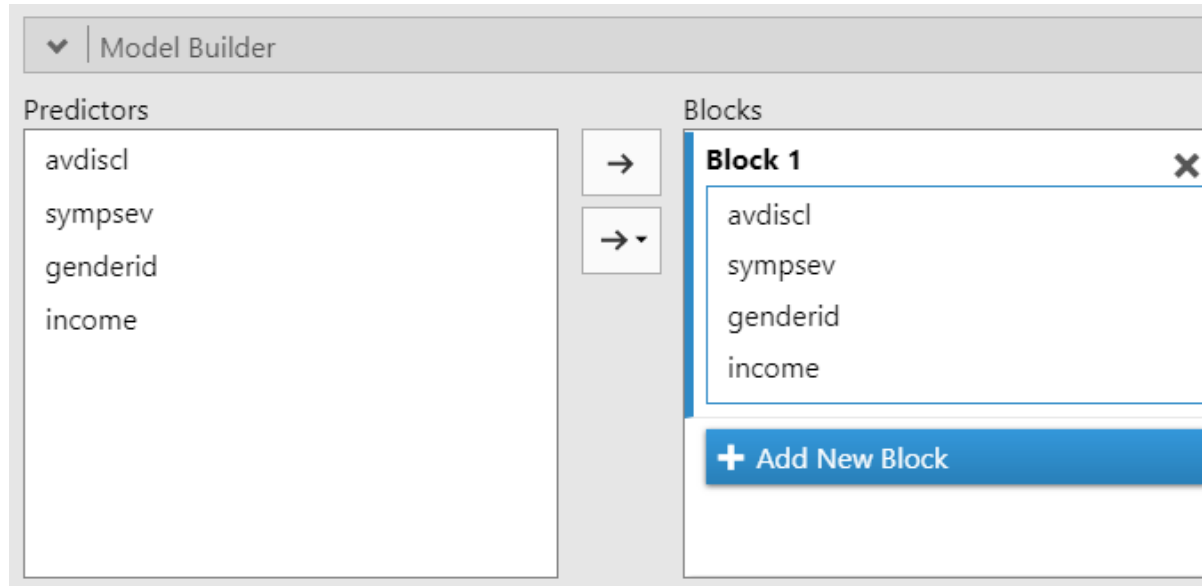 Model Builder
Predictors
avdiscl
sympsev
genderid
income
Blocks
Block 1
avdiscl
sympsev
genderid
income
Add New Block